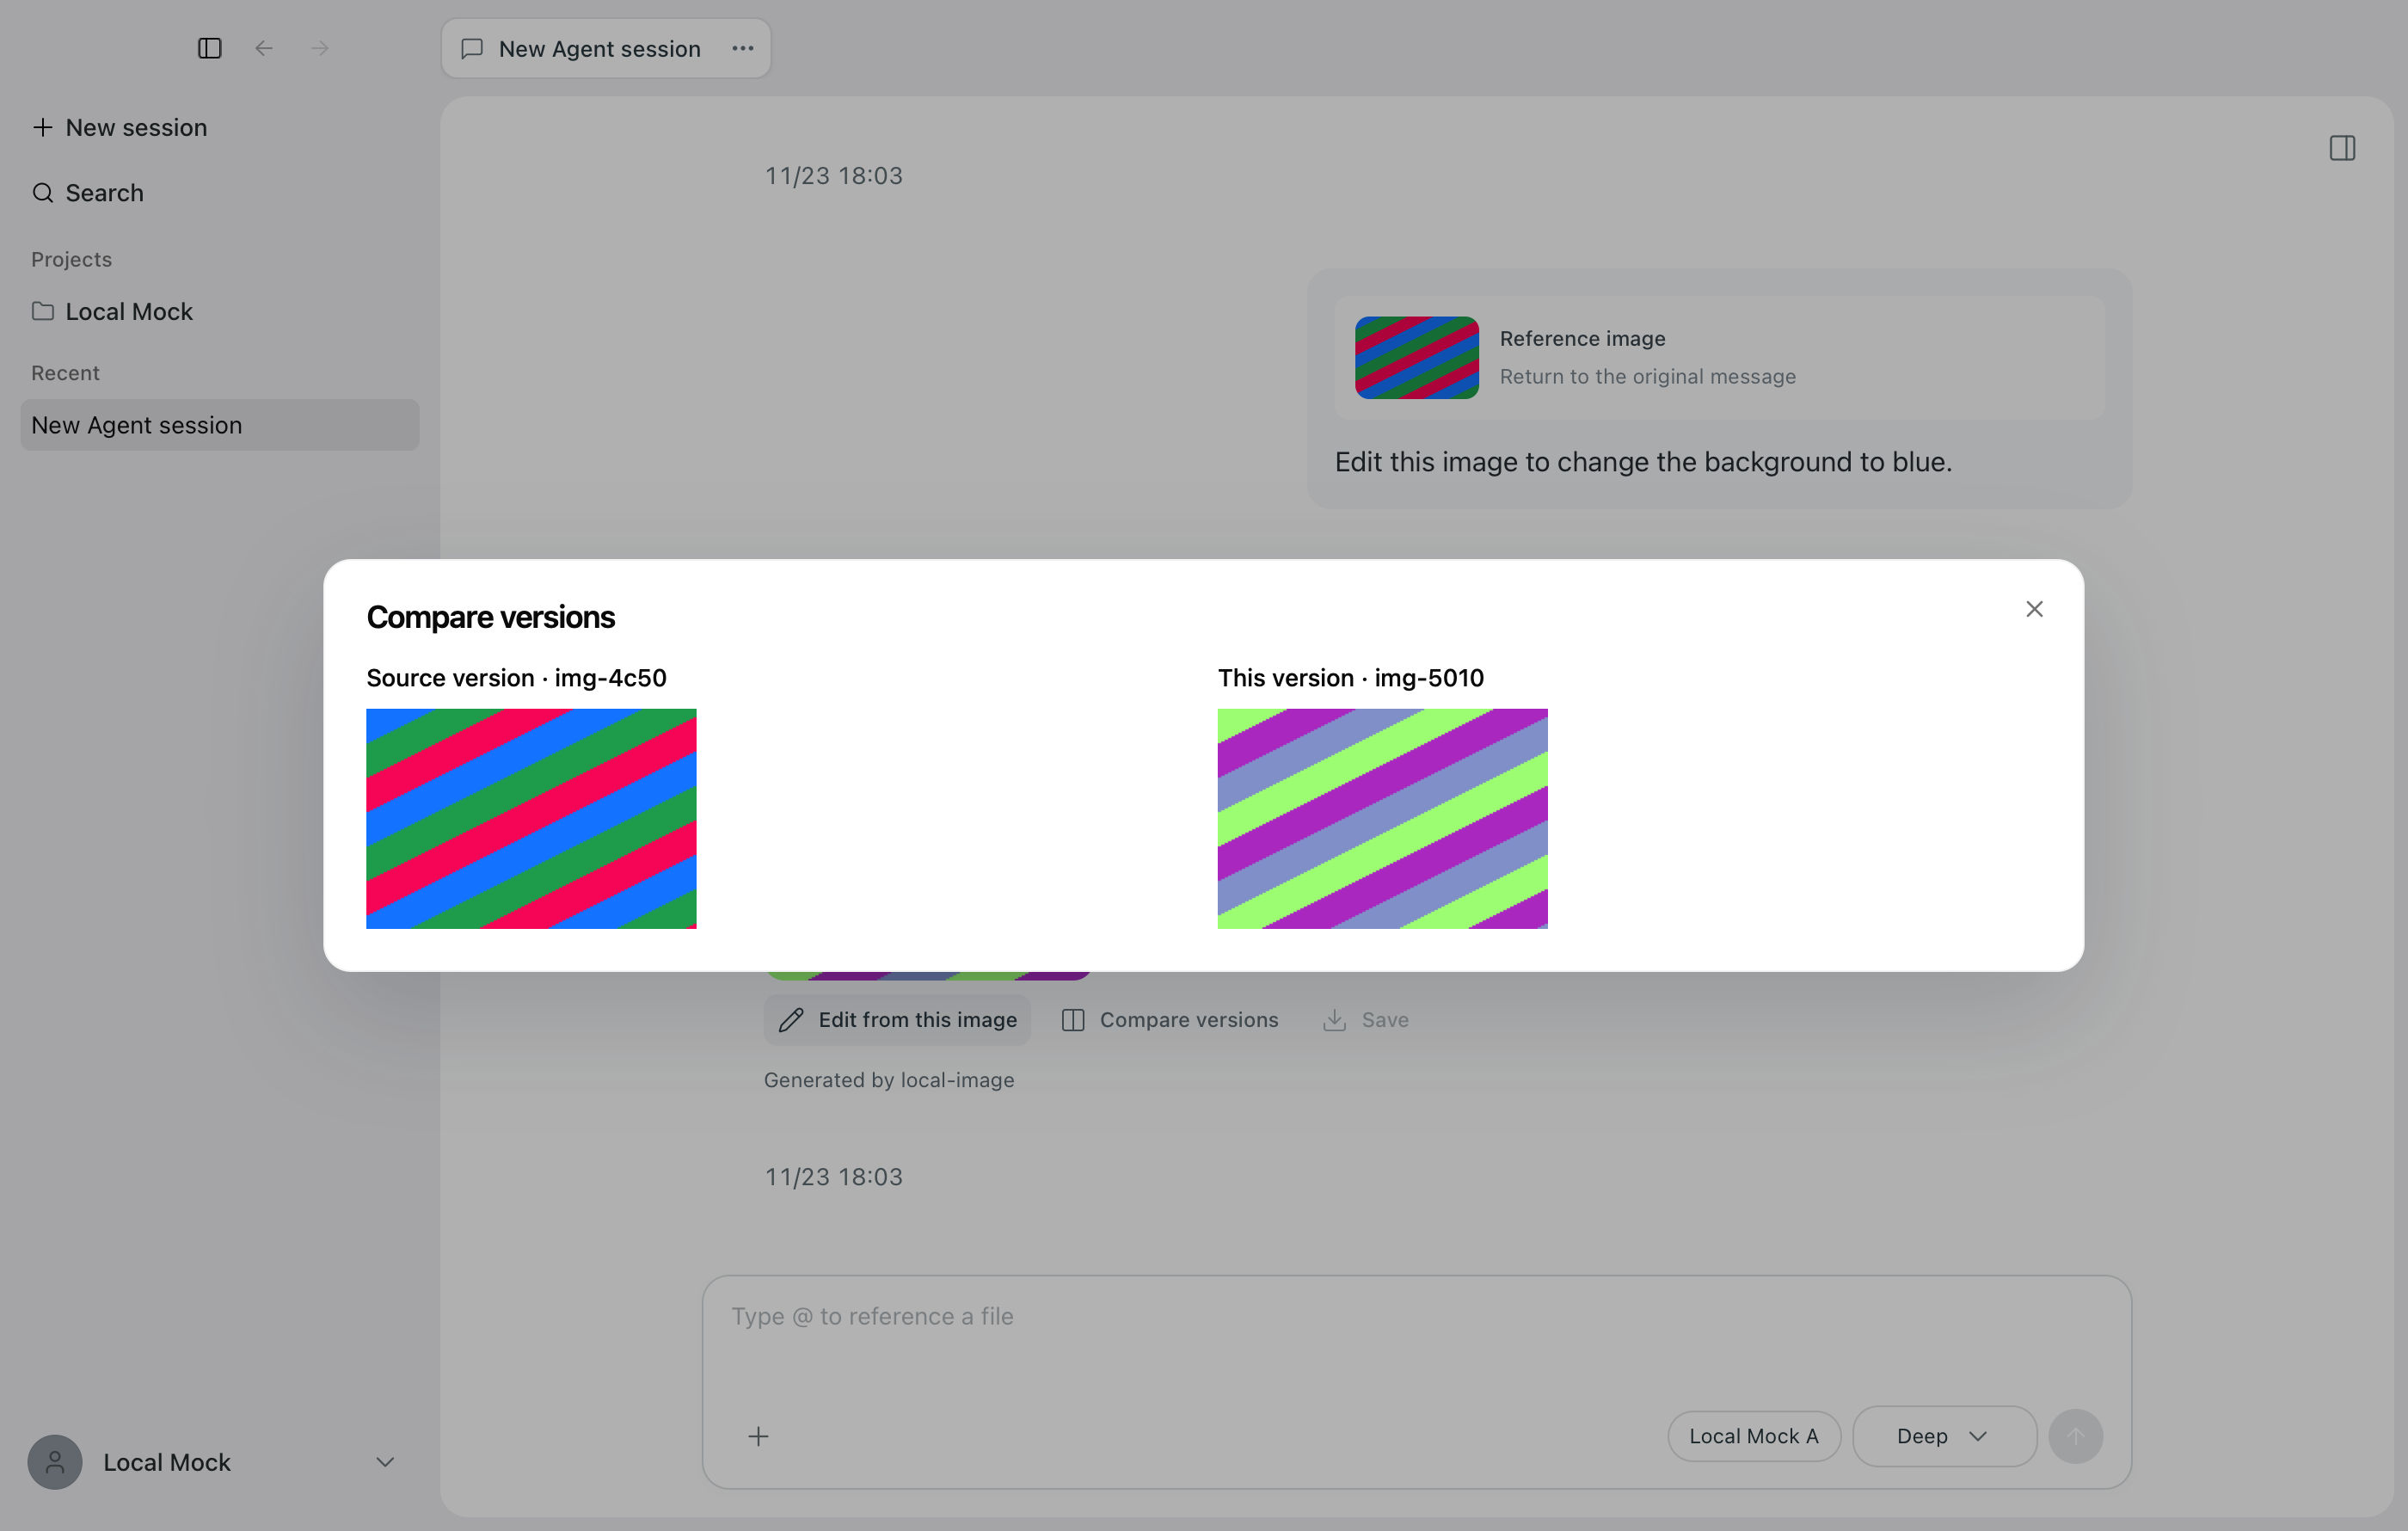 New Agent session
New session
Search
Projects
Local Mock
Recent
New Agent session
11/23 18:03
Reference image
Return to the original message
Edit this image to change the background to blue.
Compare versions
Source version · img-4c50
This version · img-5010
Edit from this image
Compare versions
Save
Generated by local-image
11/23 18:03
Type @ to reference a file
Local Mock A
Deep
Local Mock